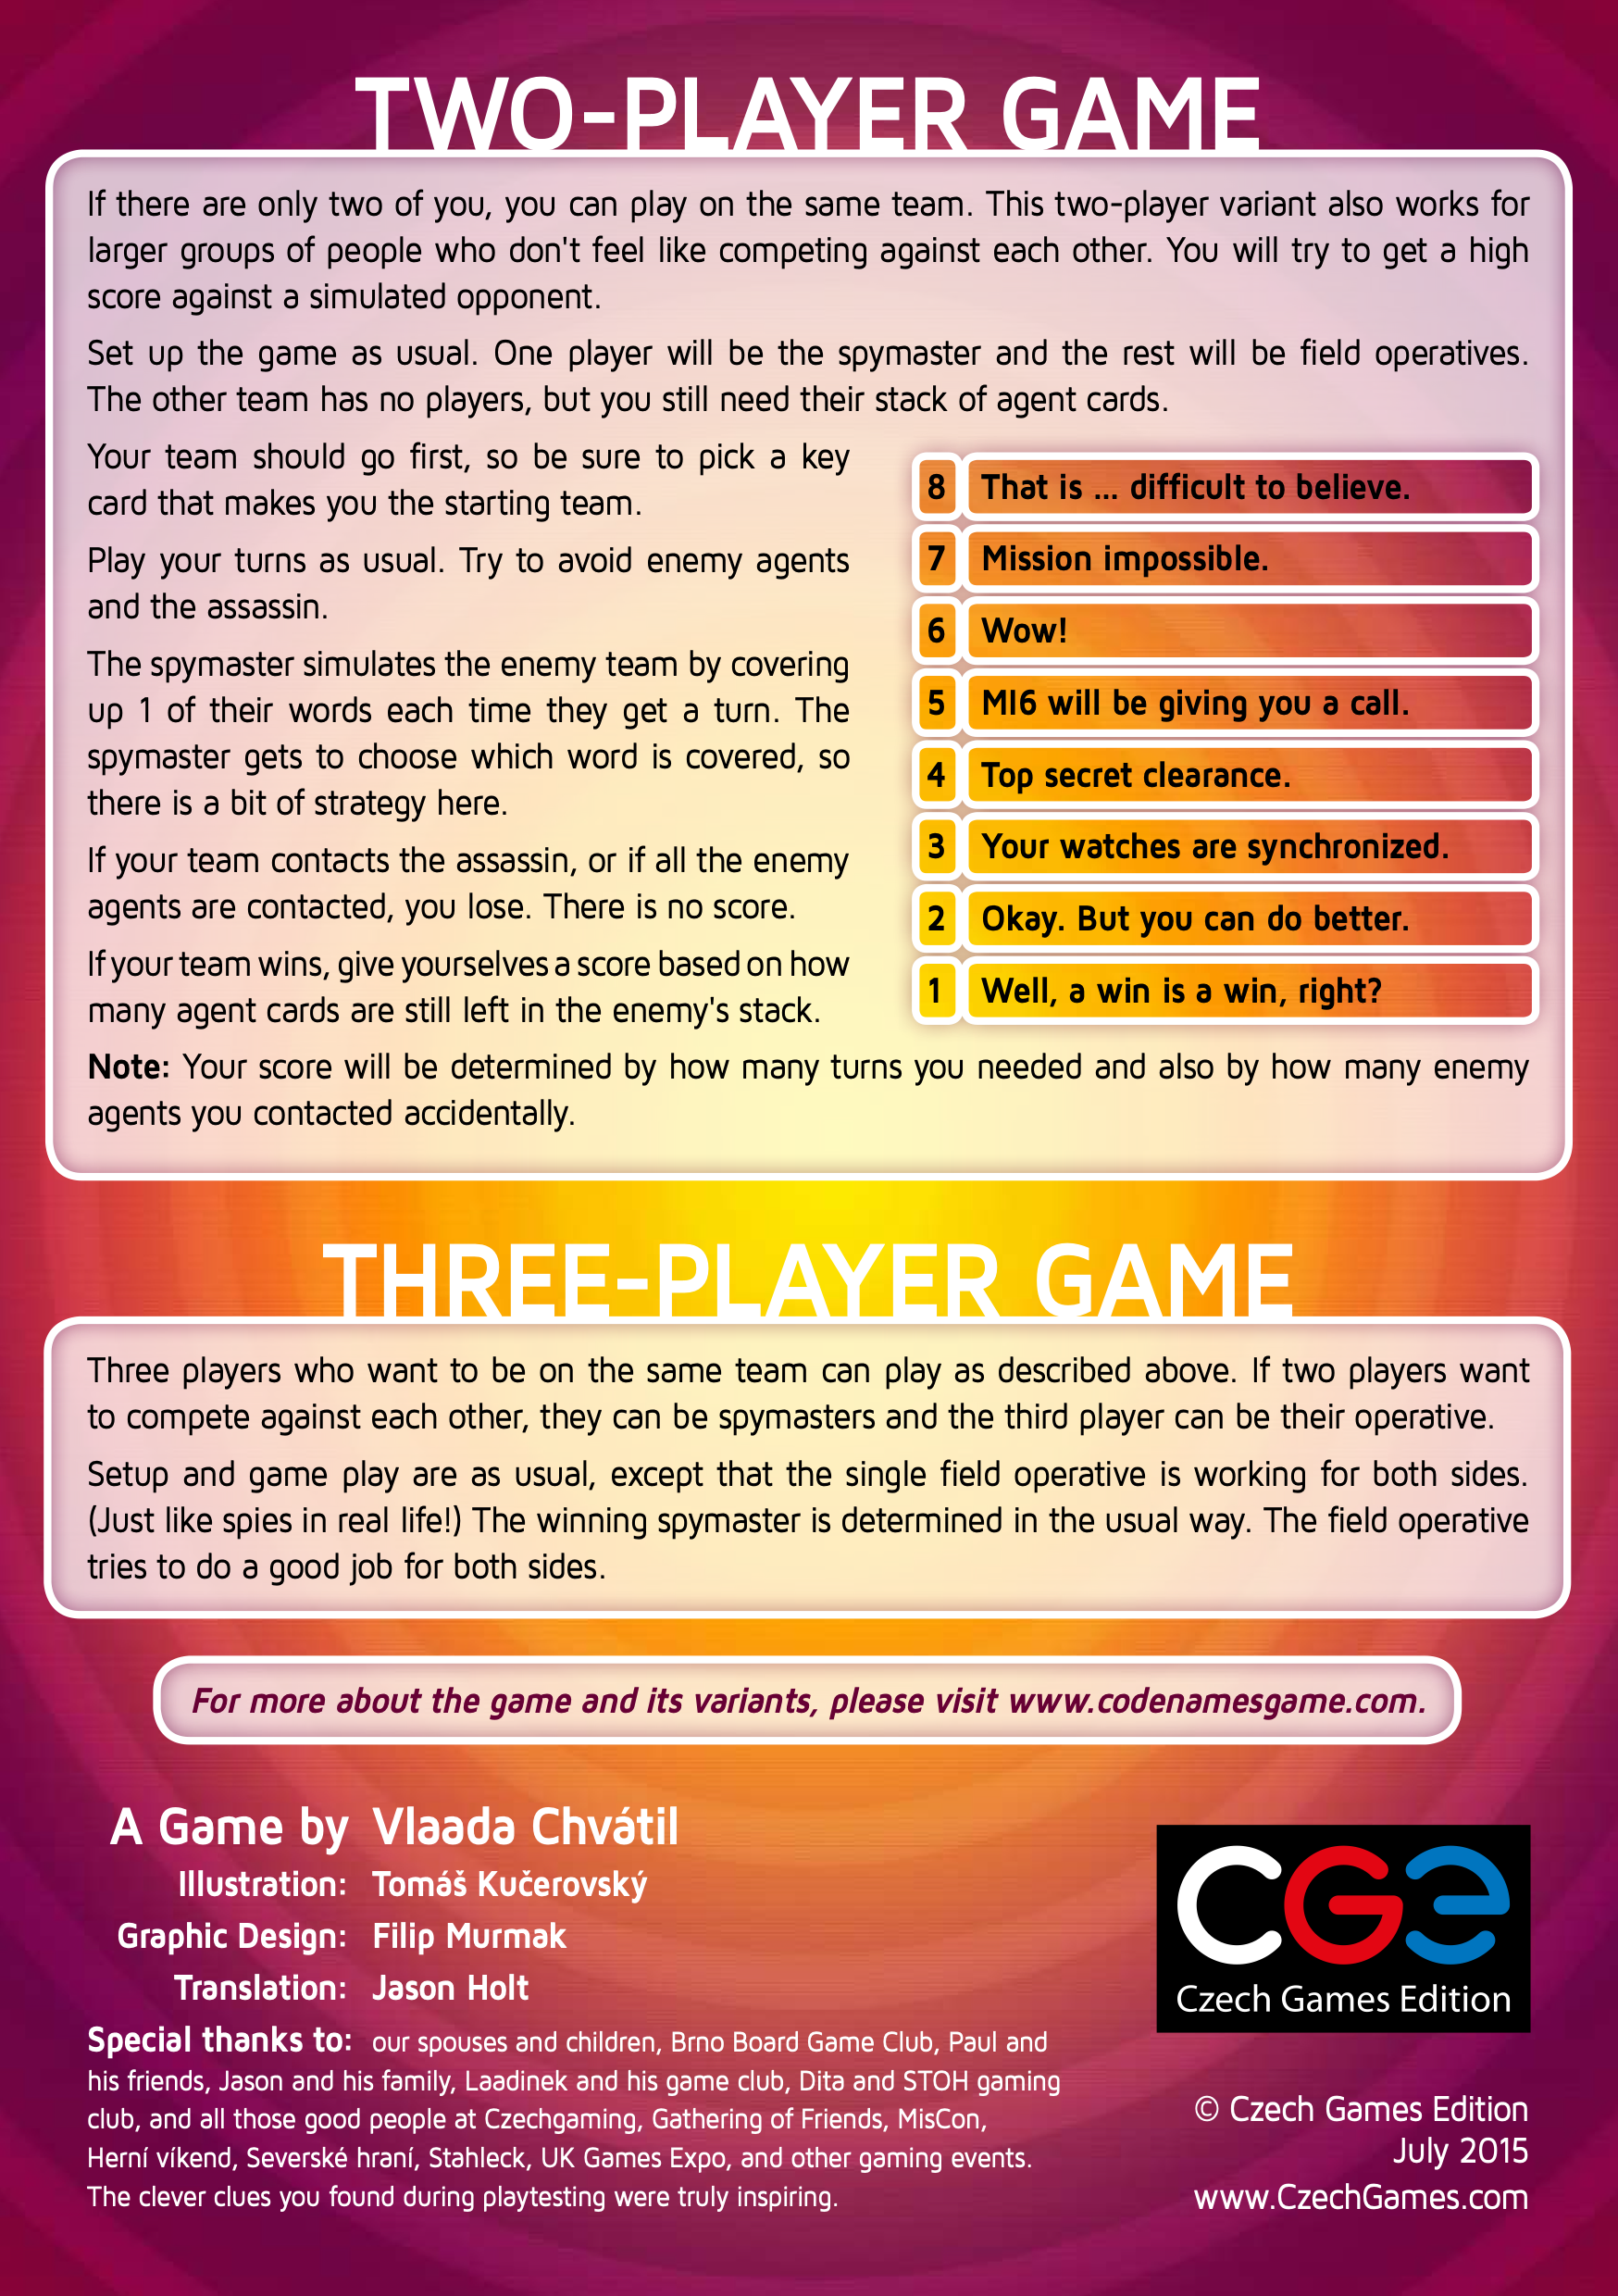 TWO-PLAYER GAME
If there are only two of you, you can play on the same team. This two-player variant also works for
larger groups of people who don't feel like competing against each other. You will try to get a high
score against a simulated opponent.
Set up the game as usual. One player will be the spymaster and the rest will be field operatives.
The other team has no players, but you still need their stack of agent cards.
Your team should go first, so be sure to pick a key
card that makes you the starting team.
Play your turns as usual. Try to avoid enemy agents
and the assassin.
The spymaster simulates the enemy team by covering
up 1 of their words each time they get a turn. The
spymaster gets to choose which word is covered, so
there is a bit of strategy here.
If your team contacts the assassin, or if all the enemy
agents are contacted, you lose. There is no score.
If your team wins, give yourselves a score based on how
many agent cards are still left in the enemy's stack.
8 That is ... difficult to believe.
7 Mission impossible.
6 Wow!
5 MI6 will be giving you a call.
4 Top secret clearance.
3 Your watches are synchronized.
2 Okay. But you can do better.
1 Well, a win is a win, right?
Note: Your score will be determined by how many turns you needed and also by how many enemy
agents you contacted accidentally.
THREE-PLAYER GAME
Three players who want to be on the same team can play as described above. If two players want
to compete against each other, they can be spymasters and the third player can be their operative.
Setup and game play are as usual, except that the single field operative is working for both sides.
(Just like spies in real life!) The winning spymaster is determined in the usual way. The field operative
tries to do a good job for both sides.
For more about the game and its variants, please visit www.codenamesgame.com.
A Game by Vlaada Chvátil
Illustration: Tomáš Kučerovský
Graphic Design: Filip Murmak
Translation: Jason Holt
Special thanks to: our spouses and children, Brno Board Game Club, Paul and
his friends, Jason and his family, Laadinek and his game club, Dita and STOH gaming
club, and all those good people at Czechgaming, Gathering of Friends, MisCon,
Herní víkend, Severské hraní, Stahleck, UK Games Expo, and other gaming events.
The clever clues you found during playtesting were truly inspiring.
CGE
Czech Games Edition
© Czech Games Edition
July 2015
www.CzechGames.com